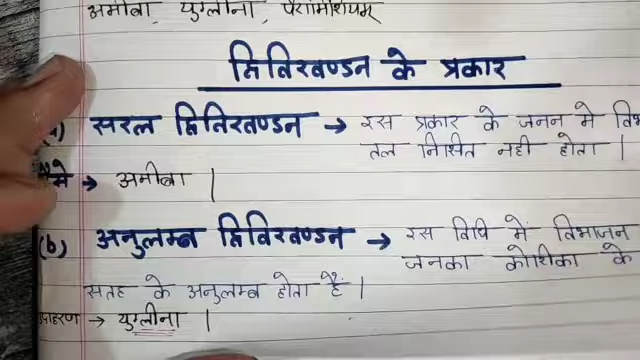 अमीबा, युग्लीना, पैरामिशियम्
द्विविखण्डन के प्रकार
सरल द्विविखण्डन → इस प्रकार के जनन मे
तल निश्चित नही होता |
→ अमीबा |
(b) अनुलम्ब द्विविखण्डन → इस विधि में विभाजन
जनका कोशिका के
सतह के अनुलम्ब होता है |
→ युग्लीना |